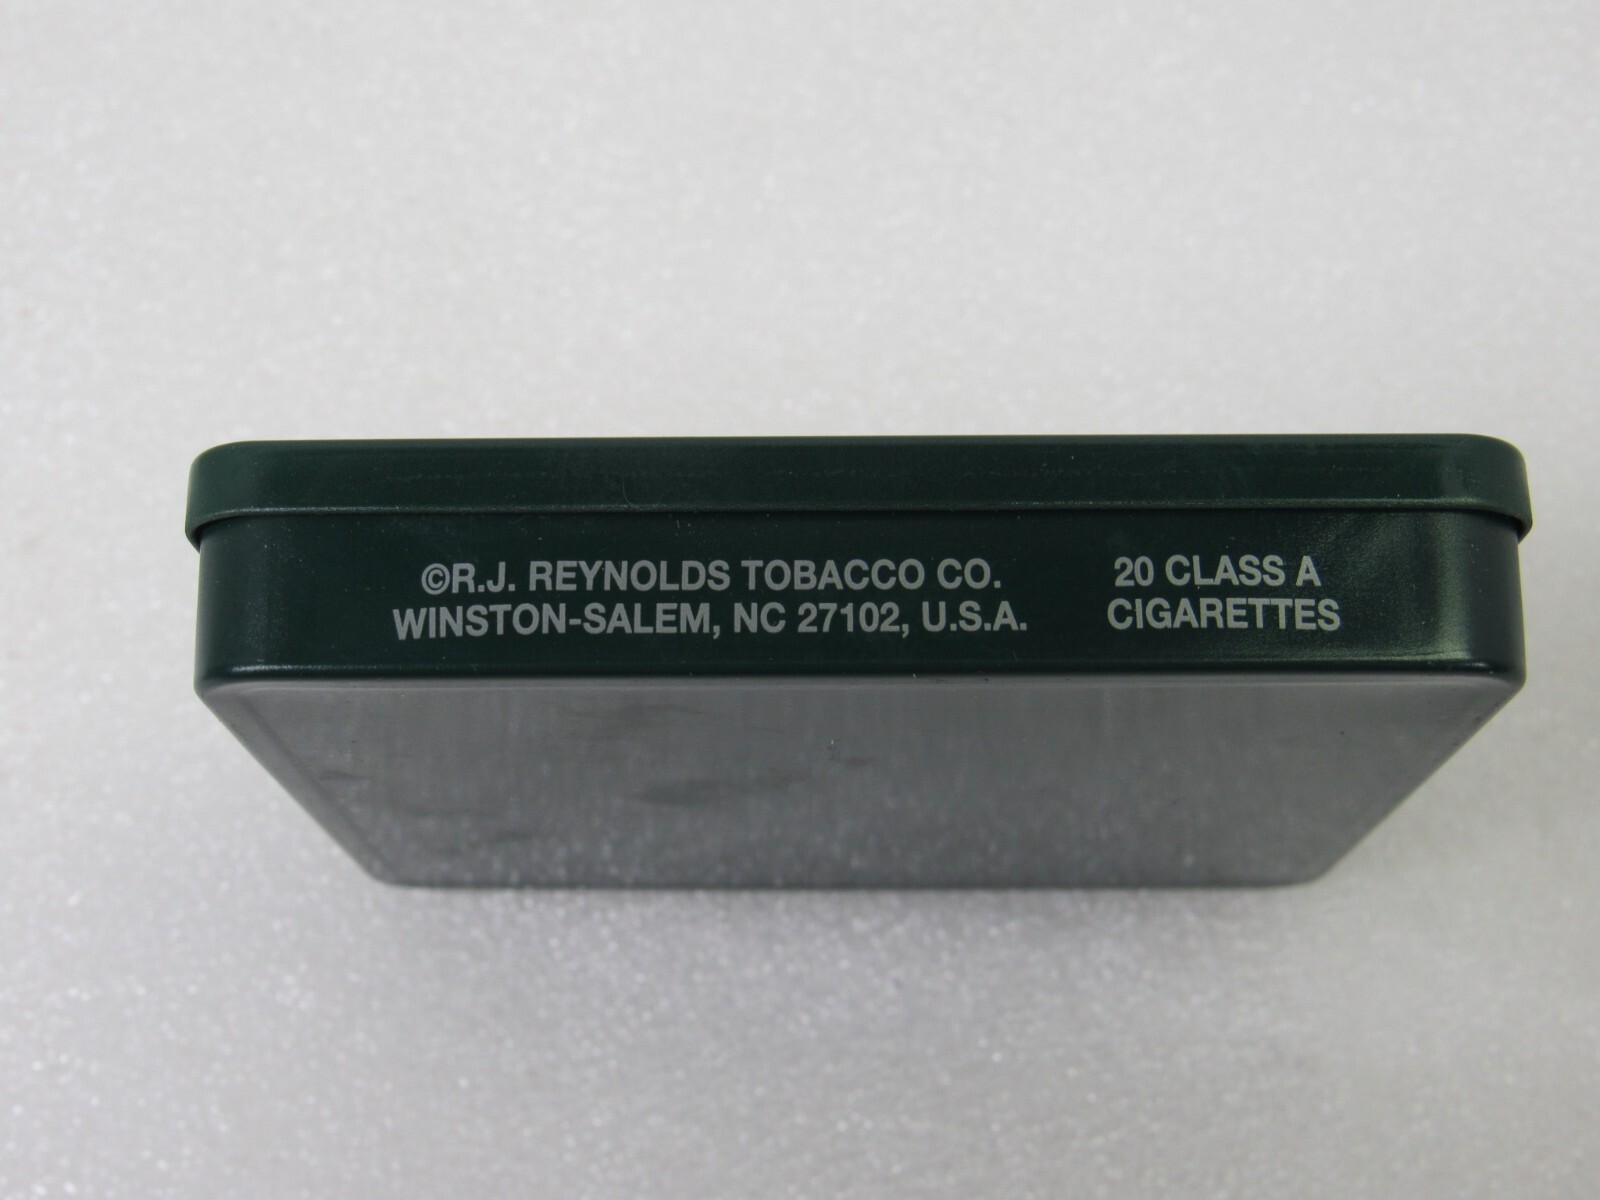 ©R.J. REYNOLDS TOBACCO CO.
WINSTON-SALEM, NC 27102, U.S.A.
20 CLASS A
CIGARETTES